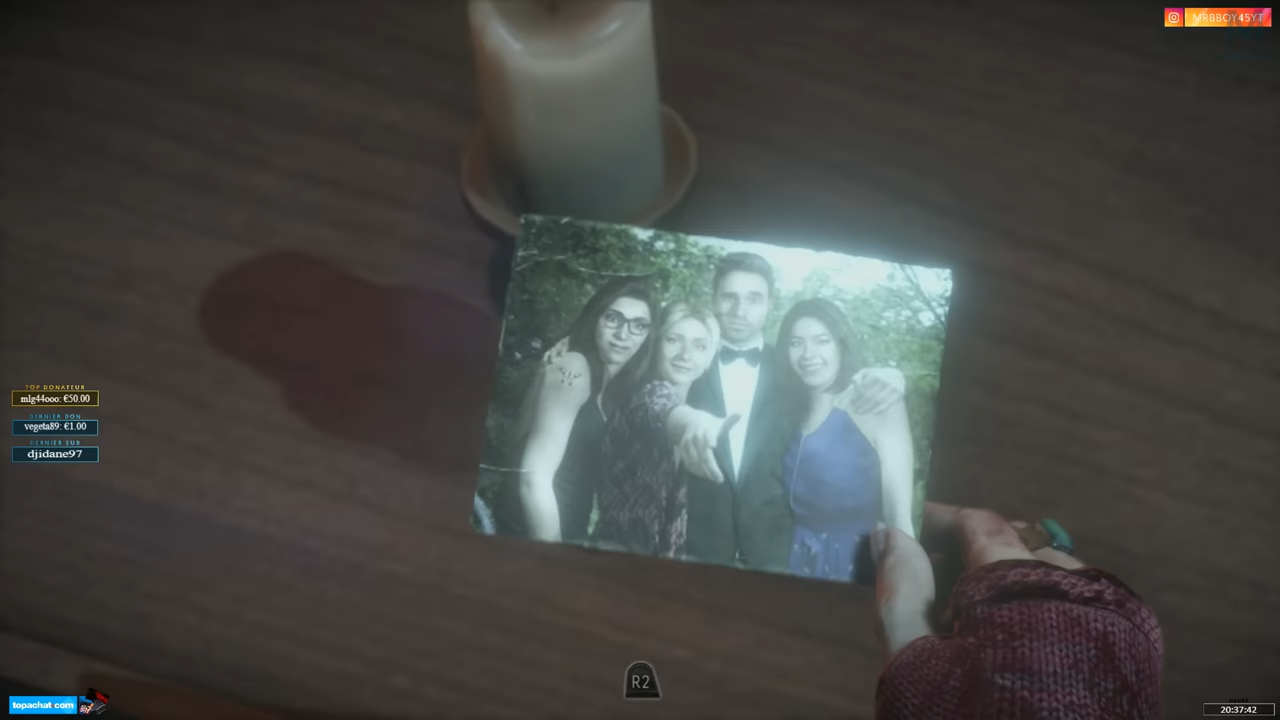 MRBBOY45YT
TOP DONATEUR
mlg44ooo: €50.00
DERNIER DON
vegeta89: €1.00
DERNIER SUB
djidane97
R2
topachat com
20:37:42